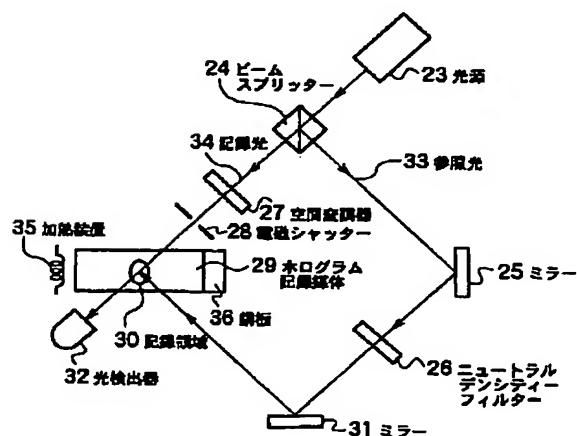 24 ビーム
スプリッター
23 光源
34 記録光
33 参照光
27 空間変調器
28 電磁シャッター
35 加熱装置
29 ホログラム
記録媒体
36 銅板
25 ミラー
30 記録領域
32 光検出器
26 ニュートラル
デンシティー
フィルター
31 ミラー